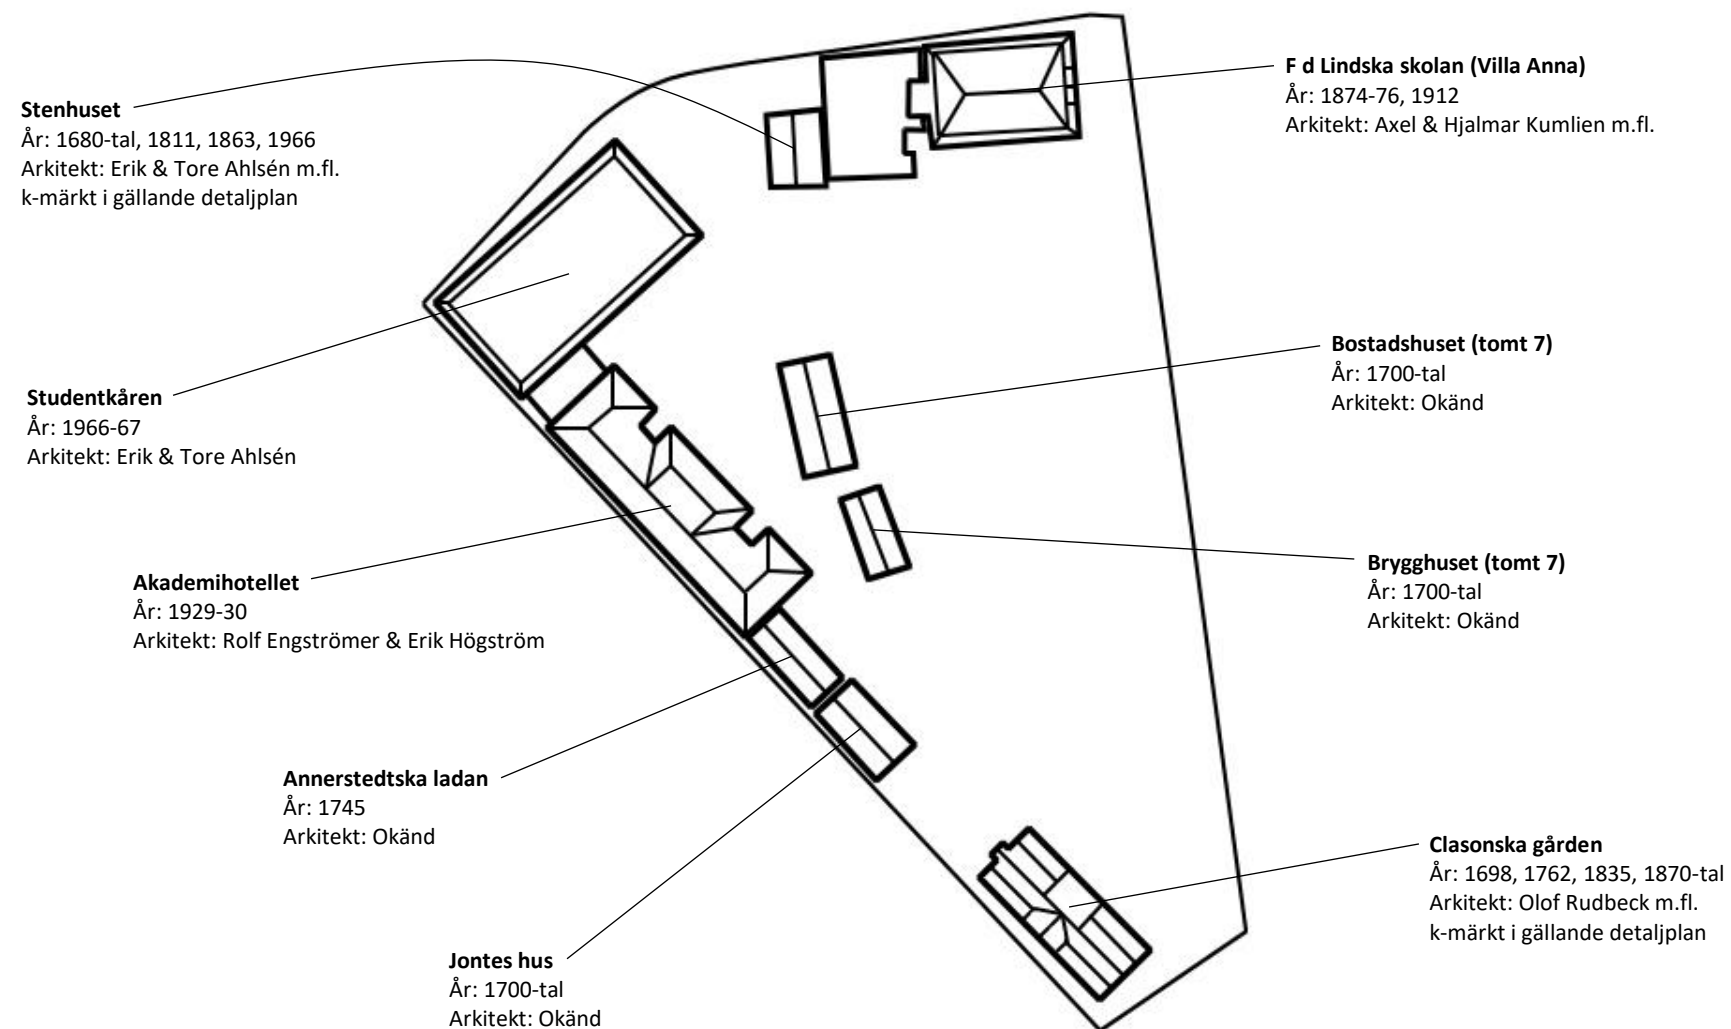 Stenhuset
År: 1680-tal, 1811, 1863, 1966
Arkitekt: Erik & Tore Ahlsén m.fl.
k-märkt i gällande detaljplan
F d Lindska skolan (Villa Anna)
År: 1874-76, 1912
Arkitekt: Axel & Hjalmar Kumlien m.fl.
Studentkåren
År: 1966-67
Arkitekt: Erik & Tore Ahlsén
Bostadshuset (tomt 7)
År: 1700-tal
Arkitekt: Okänd
Akademihotellet
År: 1929-30
Arkitekt: Rolf Engströmer & Erik Högström
Brygghuset (tomt 7)
År: 1700-tal
Arkitekt: Okänd
Annerstedtska ladan
År: 1745
Arkitekt: Okänd
Clasonska gården
År: 1698, 1762, 1835, 1870-tal
Arkitekt: Olof Rudbeck m.fl.
k-märkt i gällande detaljplan
Jontes hus
År: 1700-tal
Arkitekt: Okänd